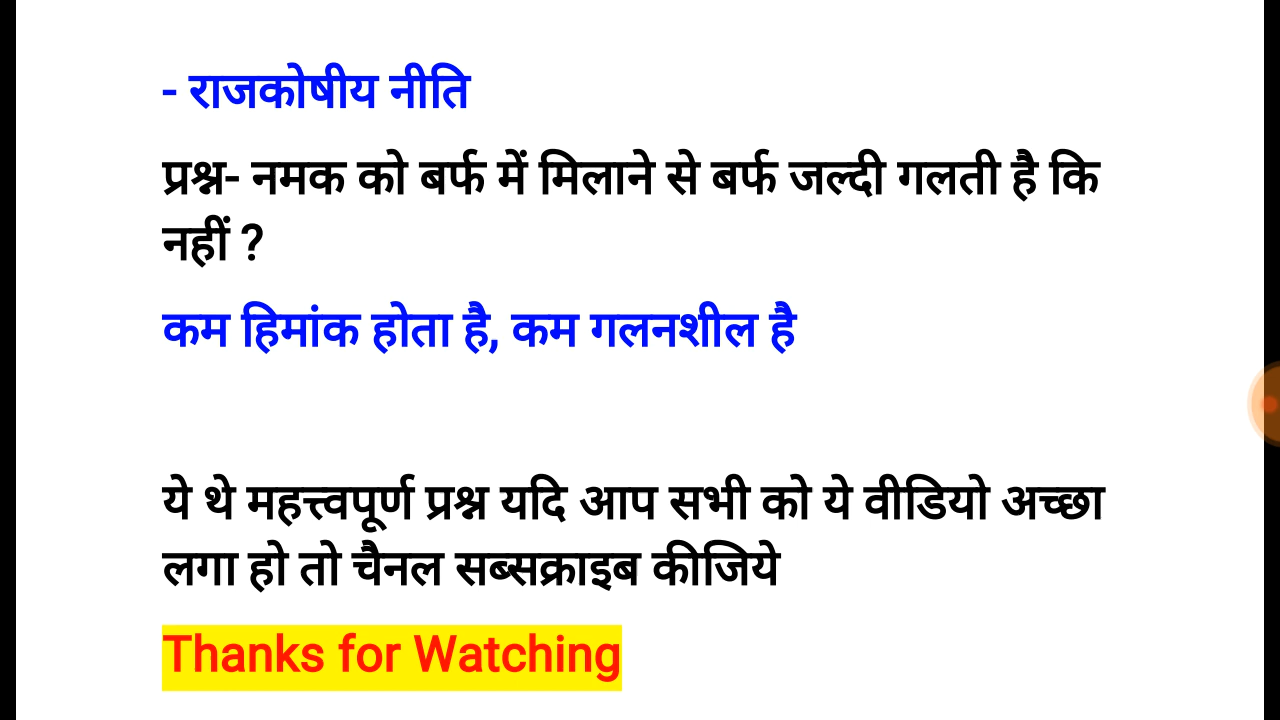 - राजकोषीय नीति
प्रश्न- नमक को बर्फ में मिलाने से बर्फ जल्दी गलती है कि
नहीं ?
कम हिमांक होता है, कम गलनशील है
ये थे महत्त्वपूर्ण प्रश्न यदि आप सभी को ये वीडियो अच्छा
लगा हो तो चैनल सब्सक्राइब कीजिये
Thanks for Watching